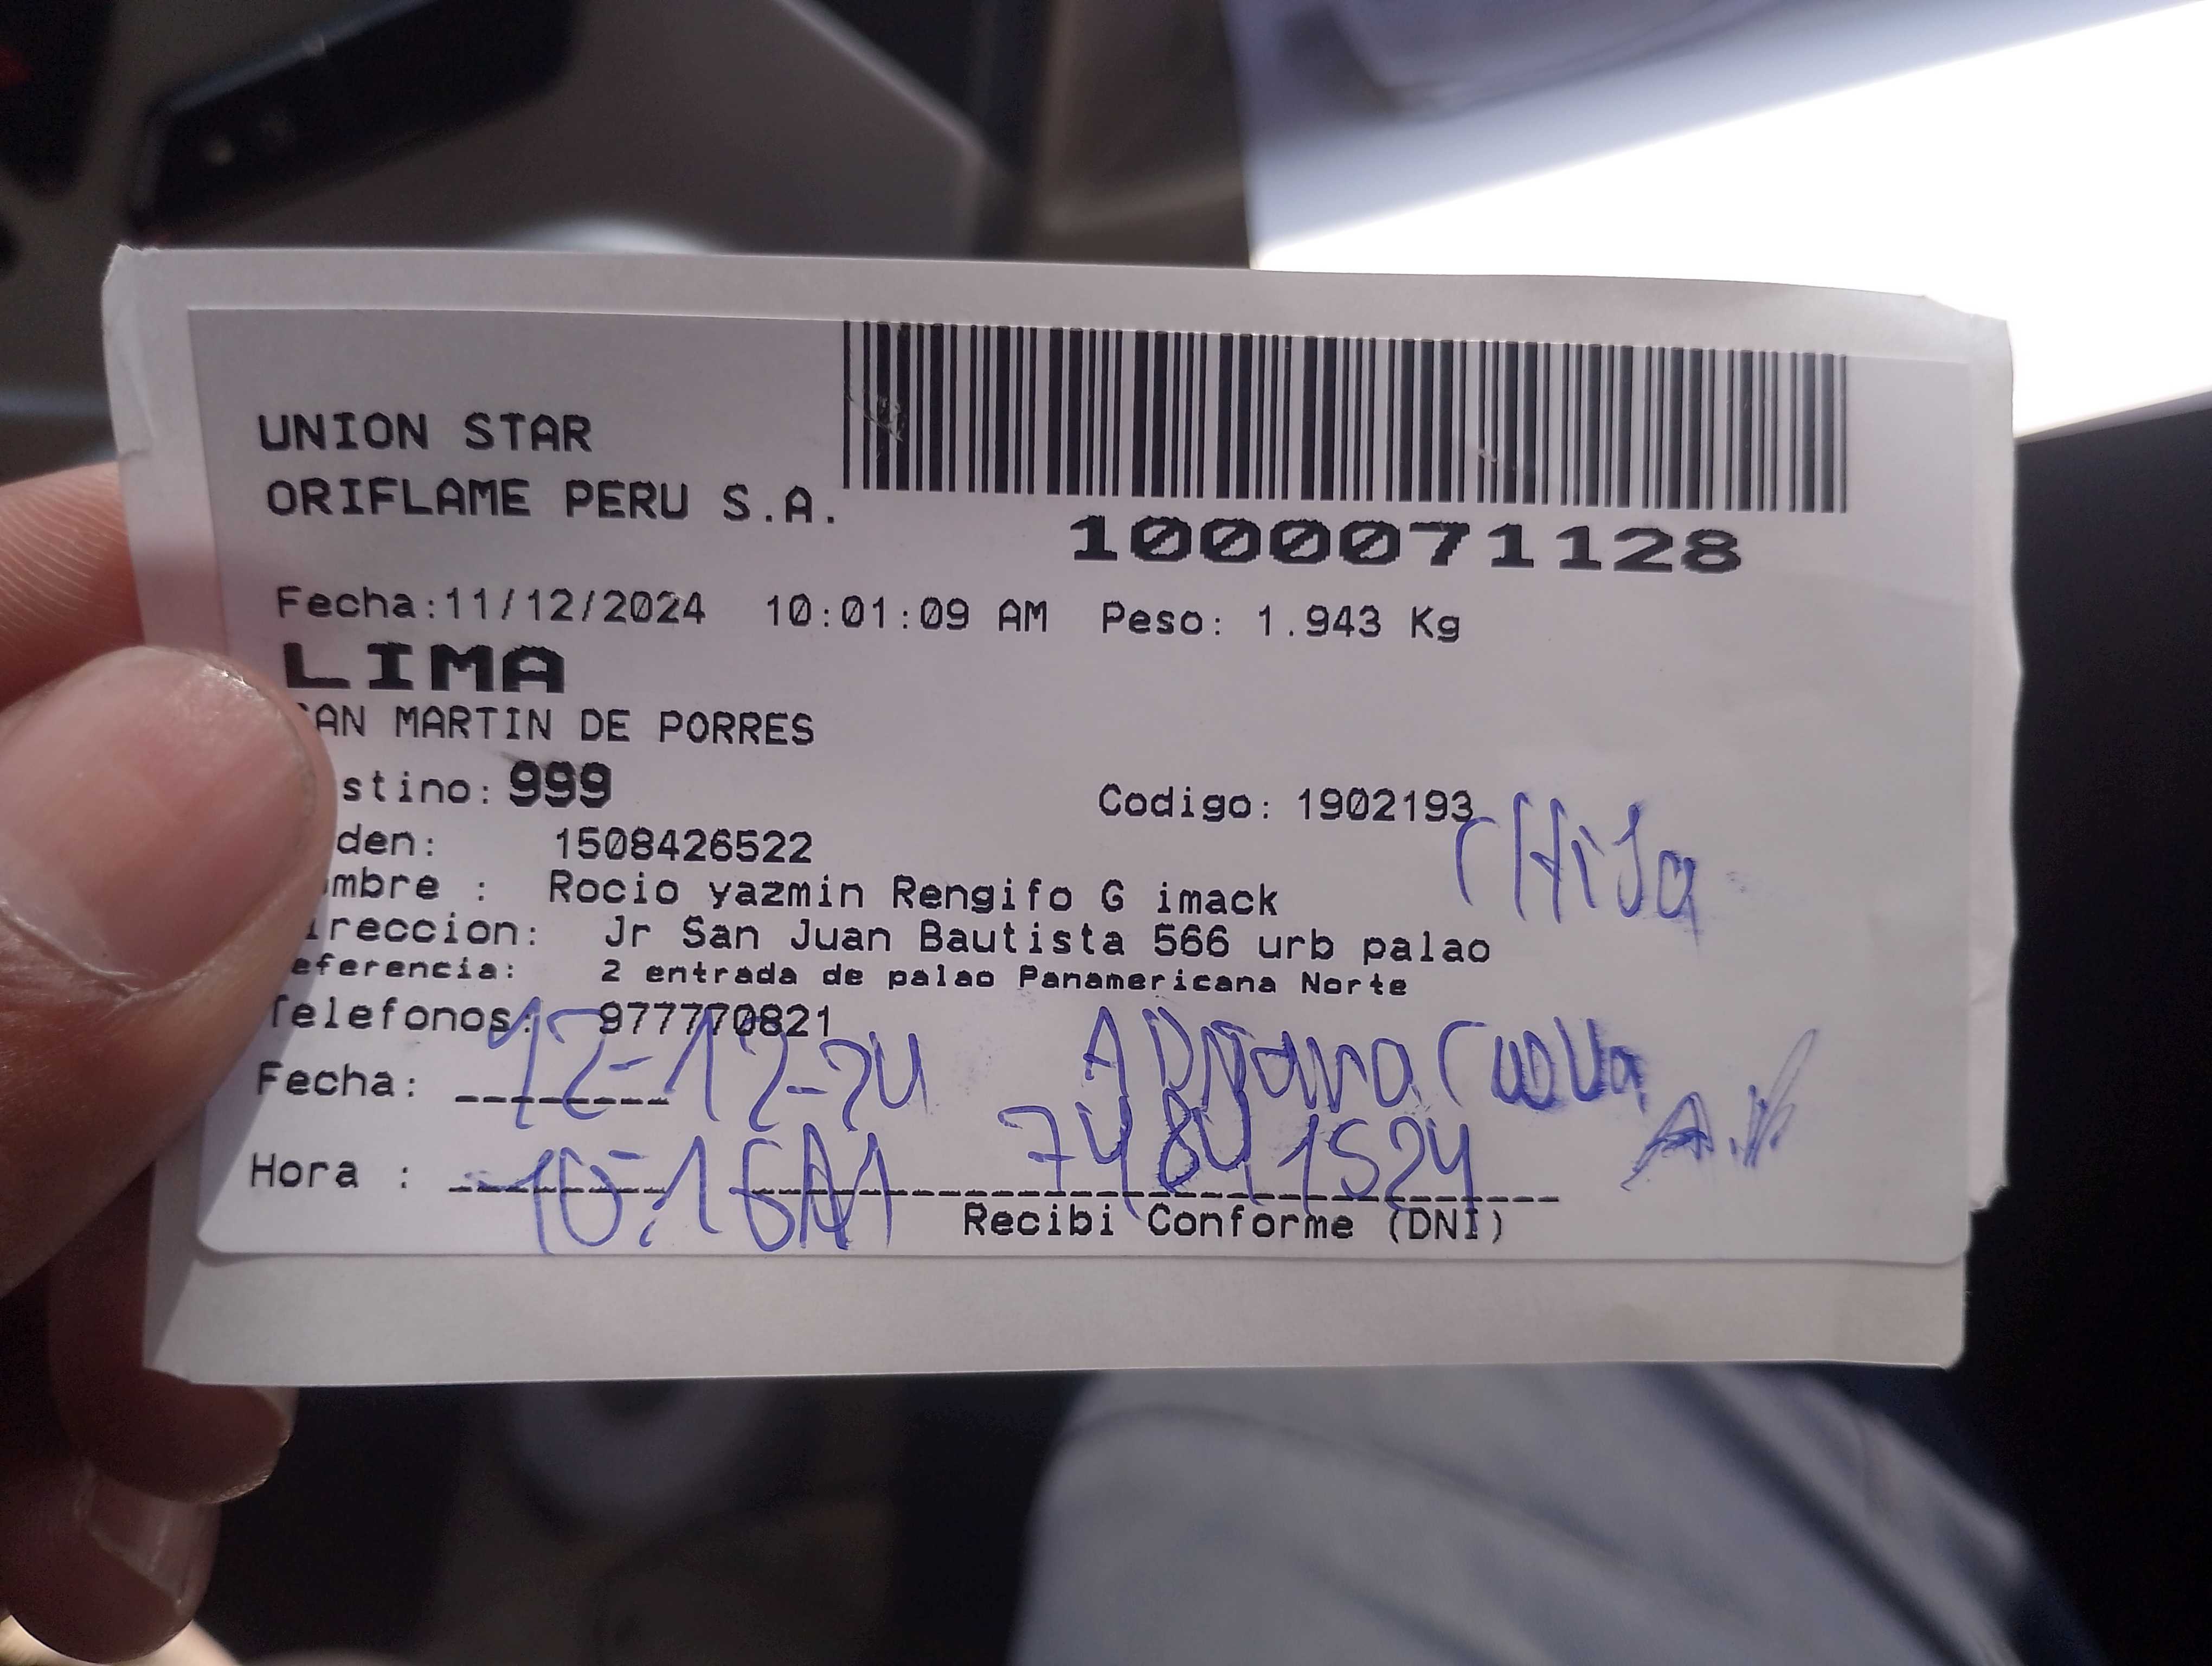 UNION STAR
ORIFLAME PERU S.A.
1000071128
Fecha:11/12/2024 10:01:09 AM Peso: 1.943 Kg
LIMA
AN MARTIN DE PORRES
stino: 999 Codigo: 1902193
den: 1508426522
mbre : Rocio yazmin Rengifo G imack
(Hija
ireccion: Jr San Juan Bautista 566 urb palao
eferencia: 2 entrada de palao Panamericana Norte
Telefonos: 977770821
Fecha: 12-12-24 ADriana
Hora : 10:16AM 74841524
Recibi Conforme (DNI)